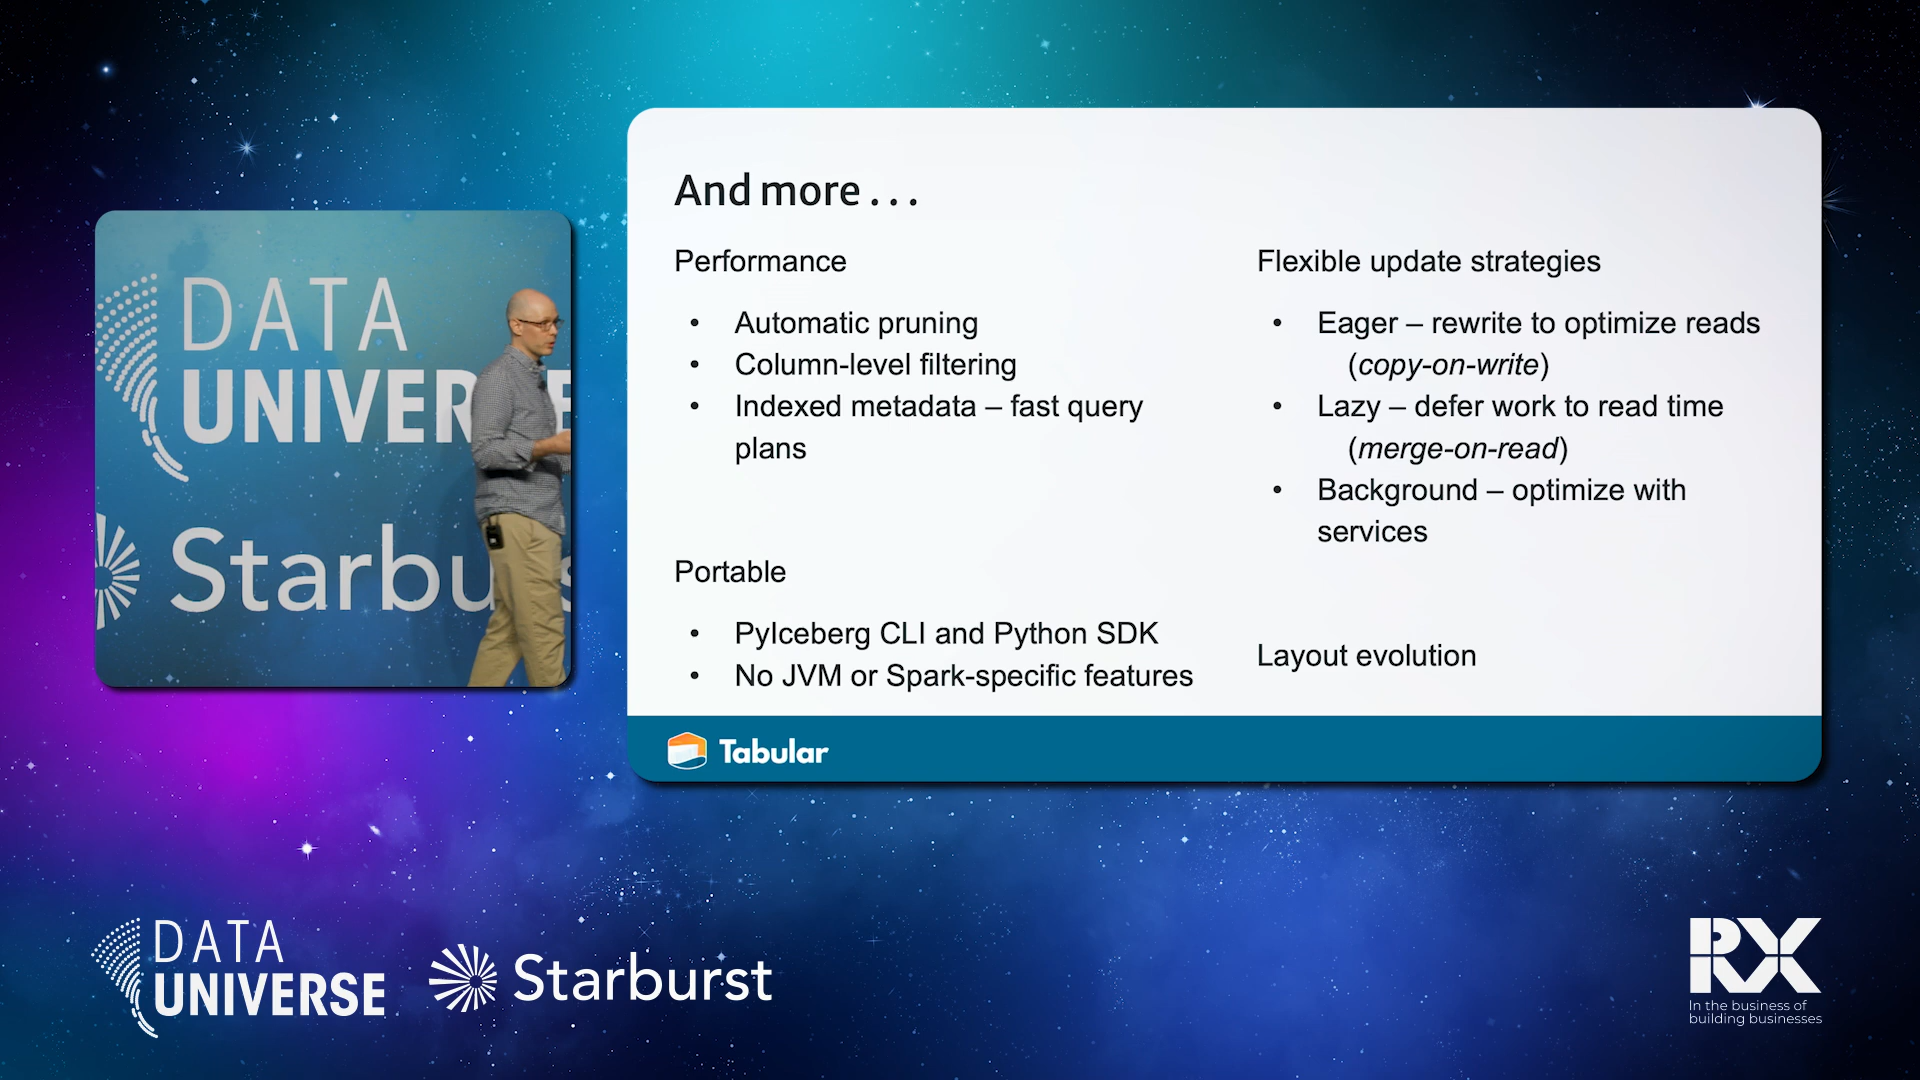 DATA
UNIVER
Starbu
And more . . .
Performance
• Automatic pruning
• Column-level filtering
• Indexed metadata – fast query
plans
Portable
• PyIceberg CLI and Python SDK
• No JVM or Spark-specific features
Flexible update strategies
• Eager – rewrite to optimize reads
(copy-on-write)
• Lazy – defer work to read time
(merge-on-read)
• Background – optimize with
services
Layout evolution
Tabular
DATA
UNIVERSE
Starburst
RX
In the business of
building businesses